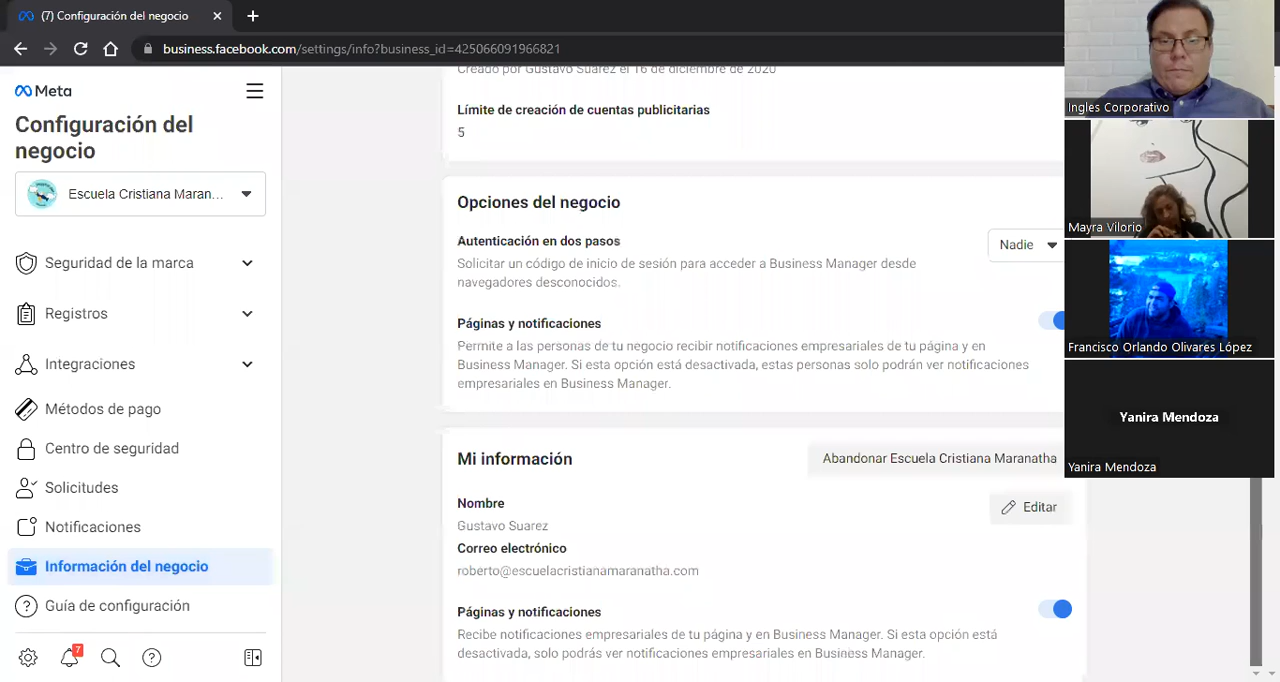 (7) Configuración del negocio
business.facebook.com/settings/info?business_id=425066091966821
Meta
Configuración del
negocio
Escuela Cristiana Maran...
Seguridad de la marca
Registros
Integraciones
Métodos de pago
Centro de seguridad
Solicitudes
Notificaciones
Información del negocio
Guía de configuración
7
Creado por Gustavo Suarez el 16 de diciembre de 2020
Límite de creación de cuentas publicitarias
5
Opciones del negocio
Autenticación en dos pasos
Nadie
Solicitar un código de inicio de sesión para acceder a Business Manager desde
navegadores desconocidos.
Páginas y notificaciones
Permite a las personas de tu negocio recibir notificaciones empresariales de tu página y en
Business Manager. Si esta opción está desactivada, estas personas solo podrán ver notificaciones
empresariales en Business Manager.
Mi información
Abandonar Escuela Cristiana Maranatha
Nombre
Editar
Gustavo Suarez
Correo electrónico
roberto@escuelacristianamaranatha.com
Páginas y notificaciones
Recibe notificaciones empresariales de tu página y en Business Manager. Si esta opción está
desactivada, solo podrás ver notificaciones empresariales en Business Manager.
Ingles Corporativo
Mayra Vilorio
Francisco Orlando Olivares López
Yanira Mendoza
Yanira Mendoza